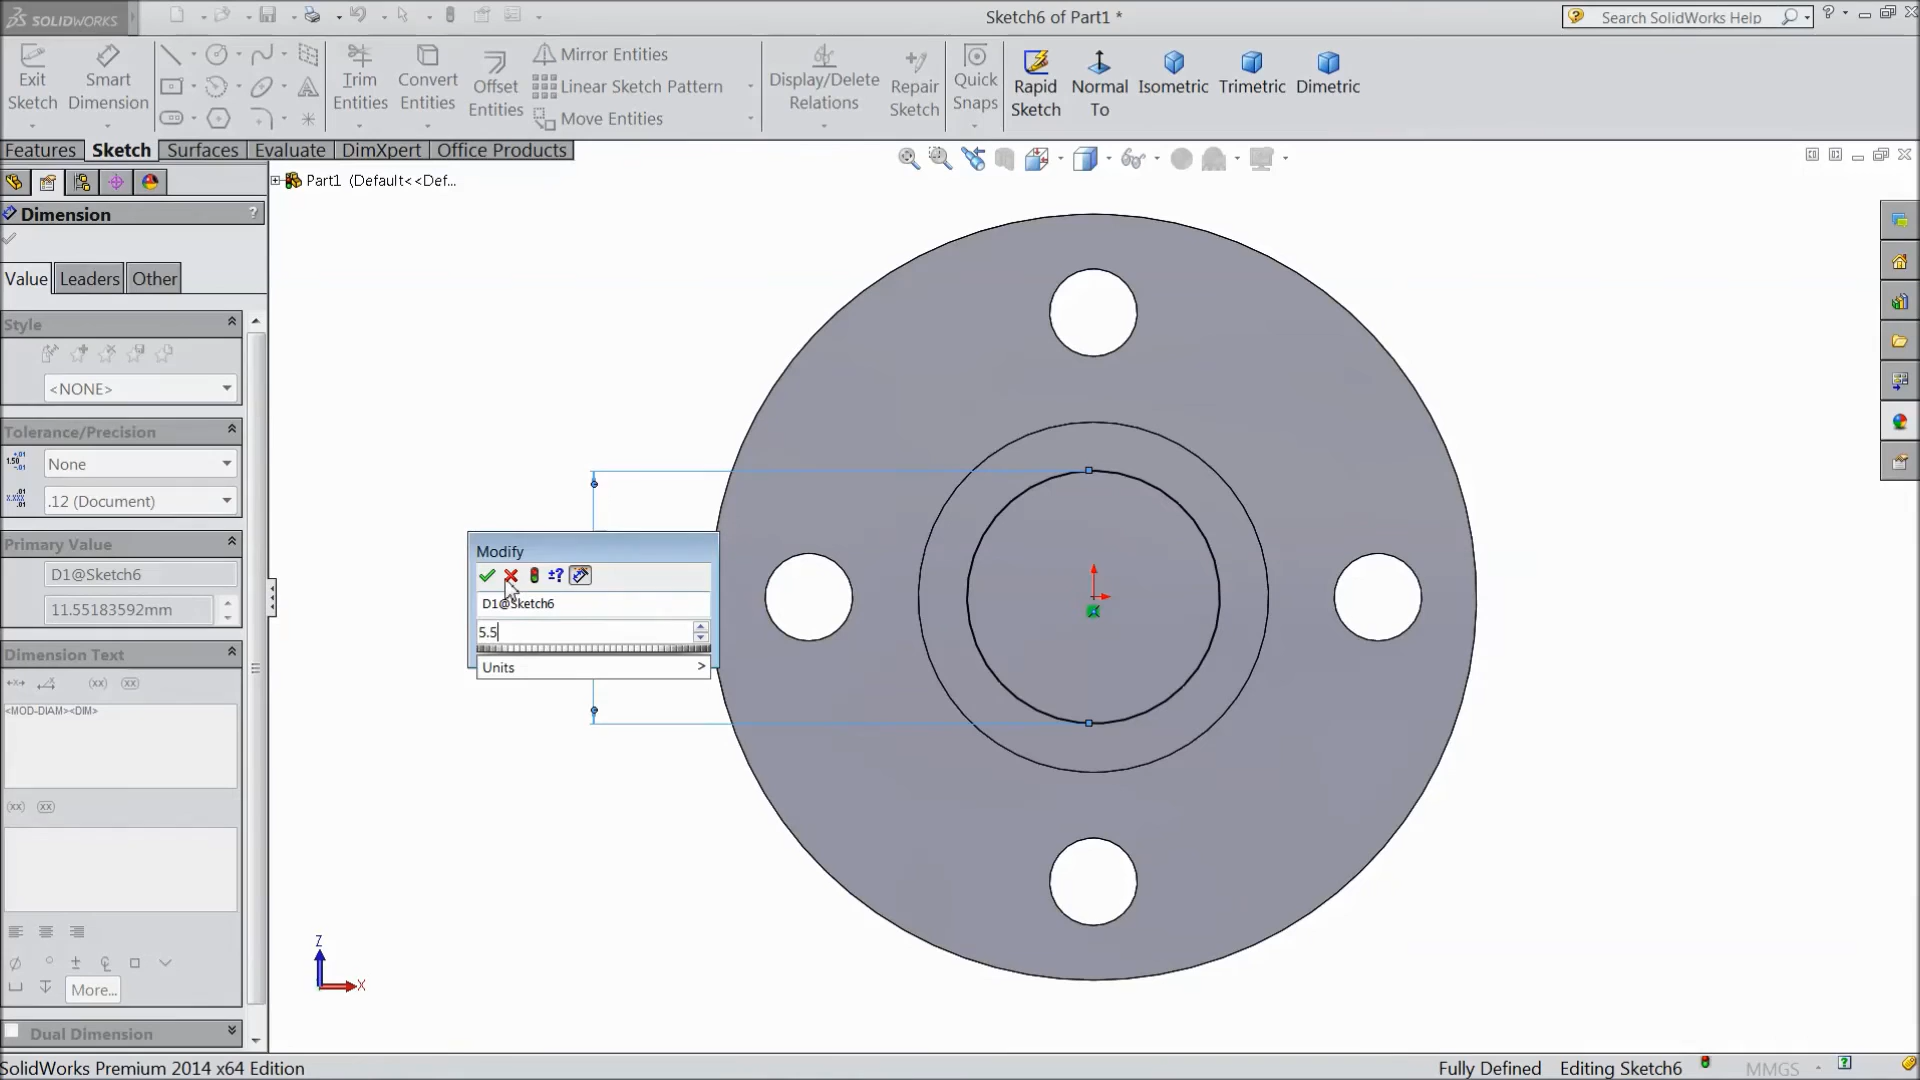 SOLIDWORKS
Sketch6 of Part1 *
Search SolidWorks Help
Exit Sketch
Smart Dimension
Trim Entities
Convert Entities
Offset Entities
Mirror Entities
Linear Sketch Pattern
Move Entities
Display/Delete Relations
Repair Sketch
Quick Snaps
Rapid Sketch
Normal To
Isometric
Trimetric
Dimetric
Features
Sketch
Surfaces
Evaluate
DimXpert
Office Products
Part1 (Default<<Def...
Dimension
?
Value
Leaders
Other
Style
<NONE>
Tolerance/Precision
None
.12 (Document)
Primary Value
D1@Sketch6
11.55183592mm
Dimension Text
<MOD-DIAM><DIM>
More...
Dual Dimension
Modify
D1@Sketch6
5.5
Units >
Z
X
SolidWorks Premium 2014 x64 Edition
Fully Defined
Editing Sketch6
MMGS